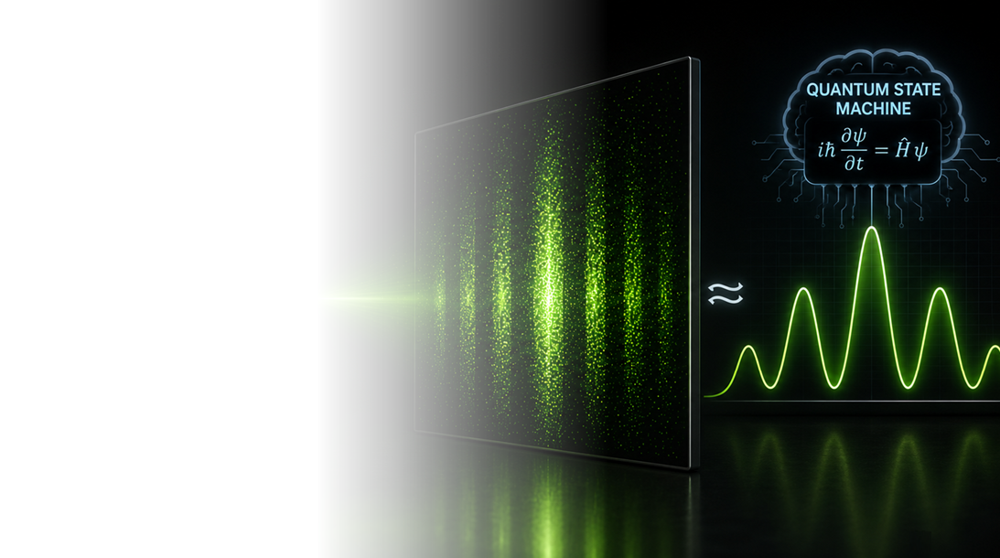 QUANTUM STATE
MACHINE
iħ ∂ψ/∂t = Ĥψ
≈